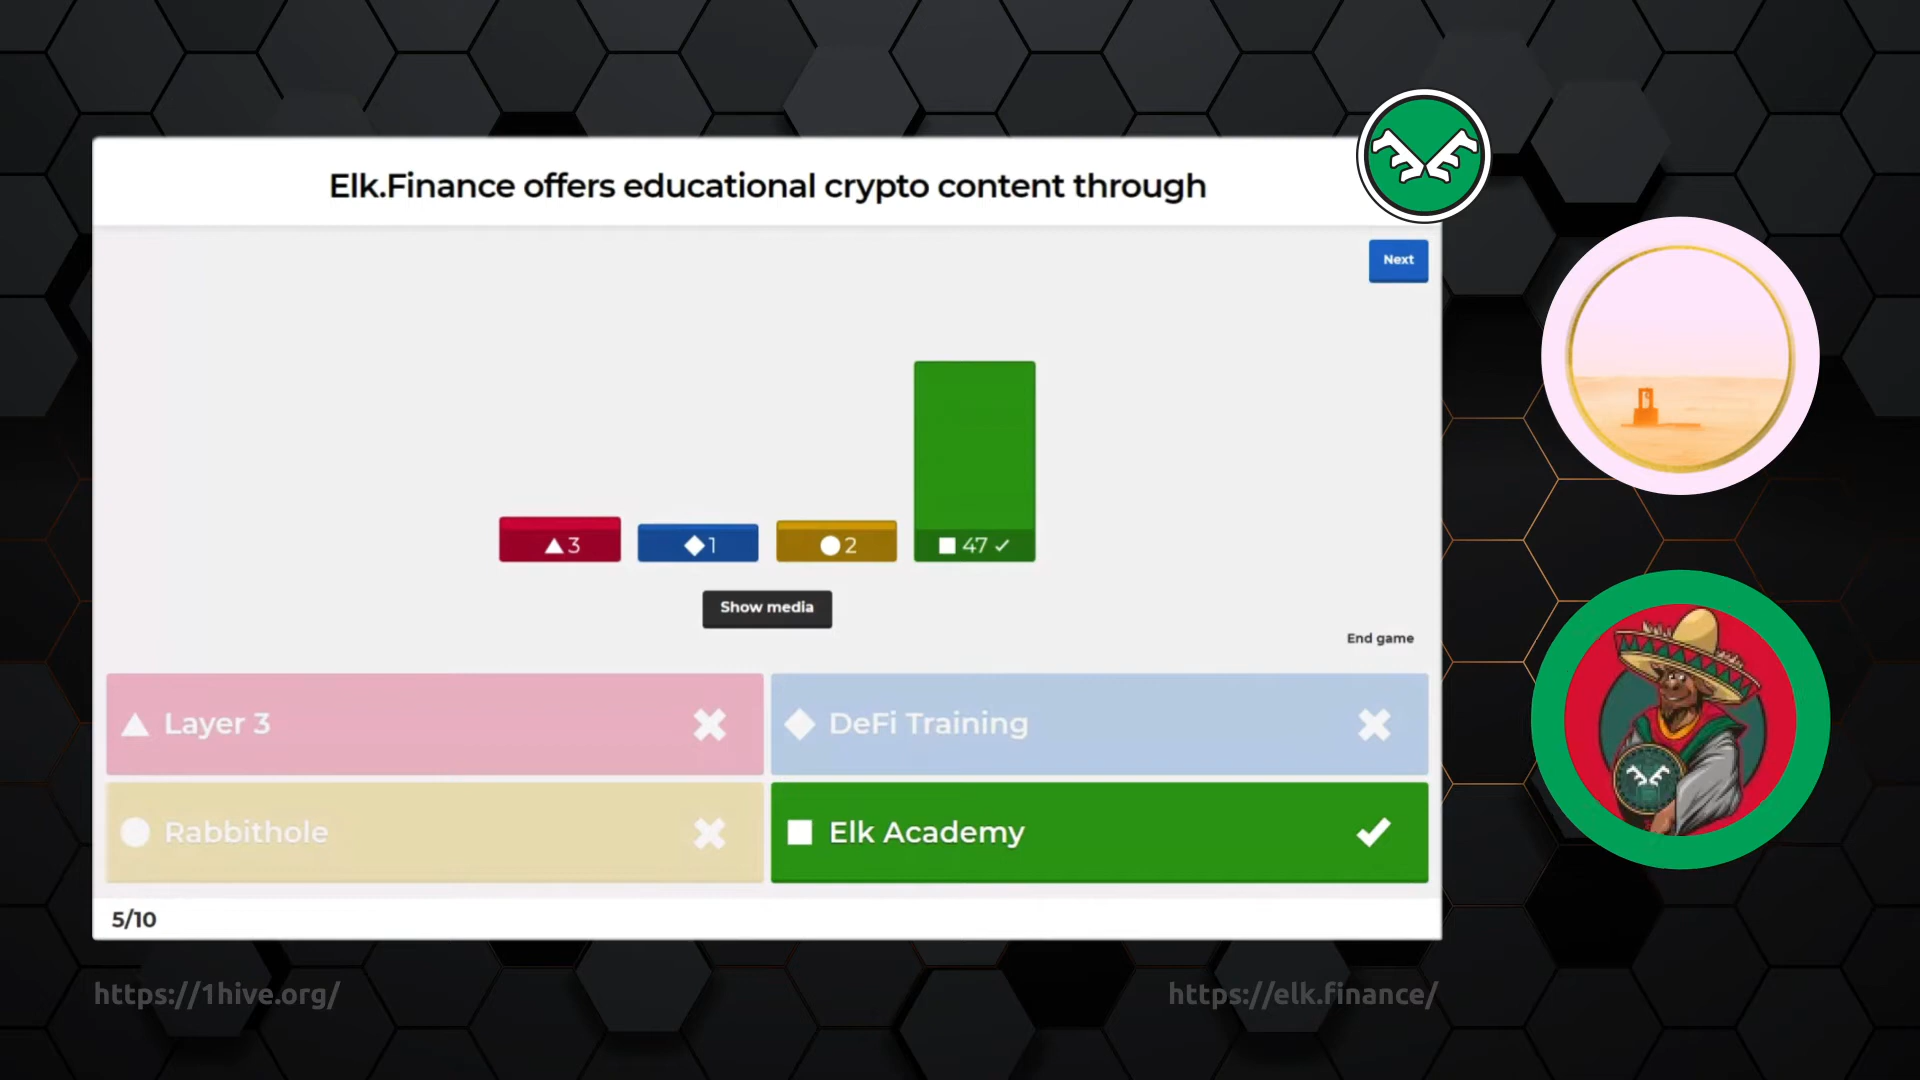 Elk.Finance offers educational crypto content through
Next
3
1
2
47
Show media
End game
Layer 3
DeFi Training
Rabbithole
Elk Academy
5/10
https://1hive.org/
https://elk.finance/